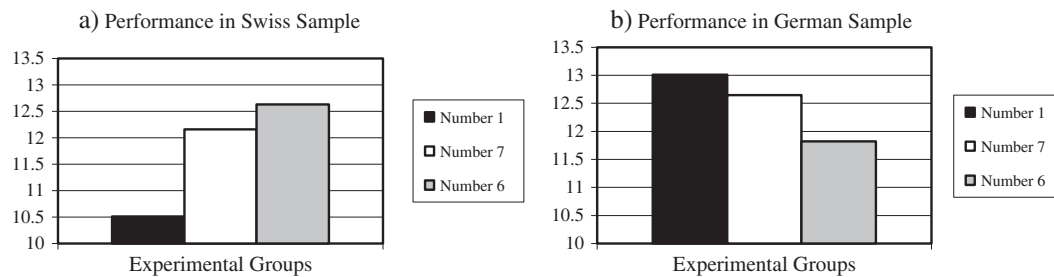 a) Performance in Swiss Sample
13.5
13
12.5
12
11.5
11
10.5
10
Experimental Groups
Number 1
Number 7
Number 6
b) Performance in German Sample
13.5
13
12.5
12
11.5
11
10.5
10
Experimental Groups
Number 1
Number 7
Number 6